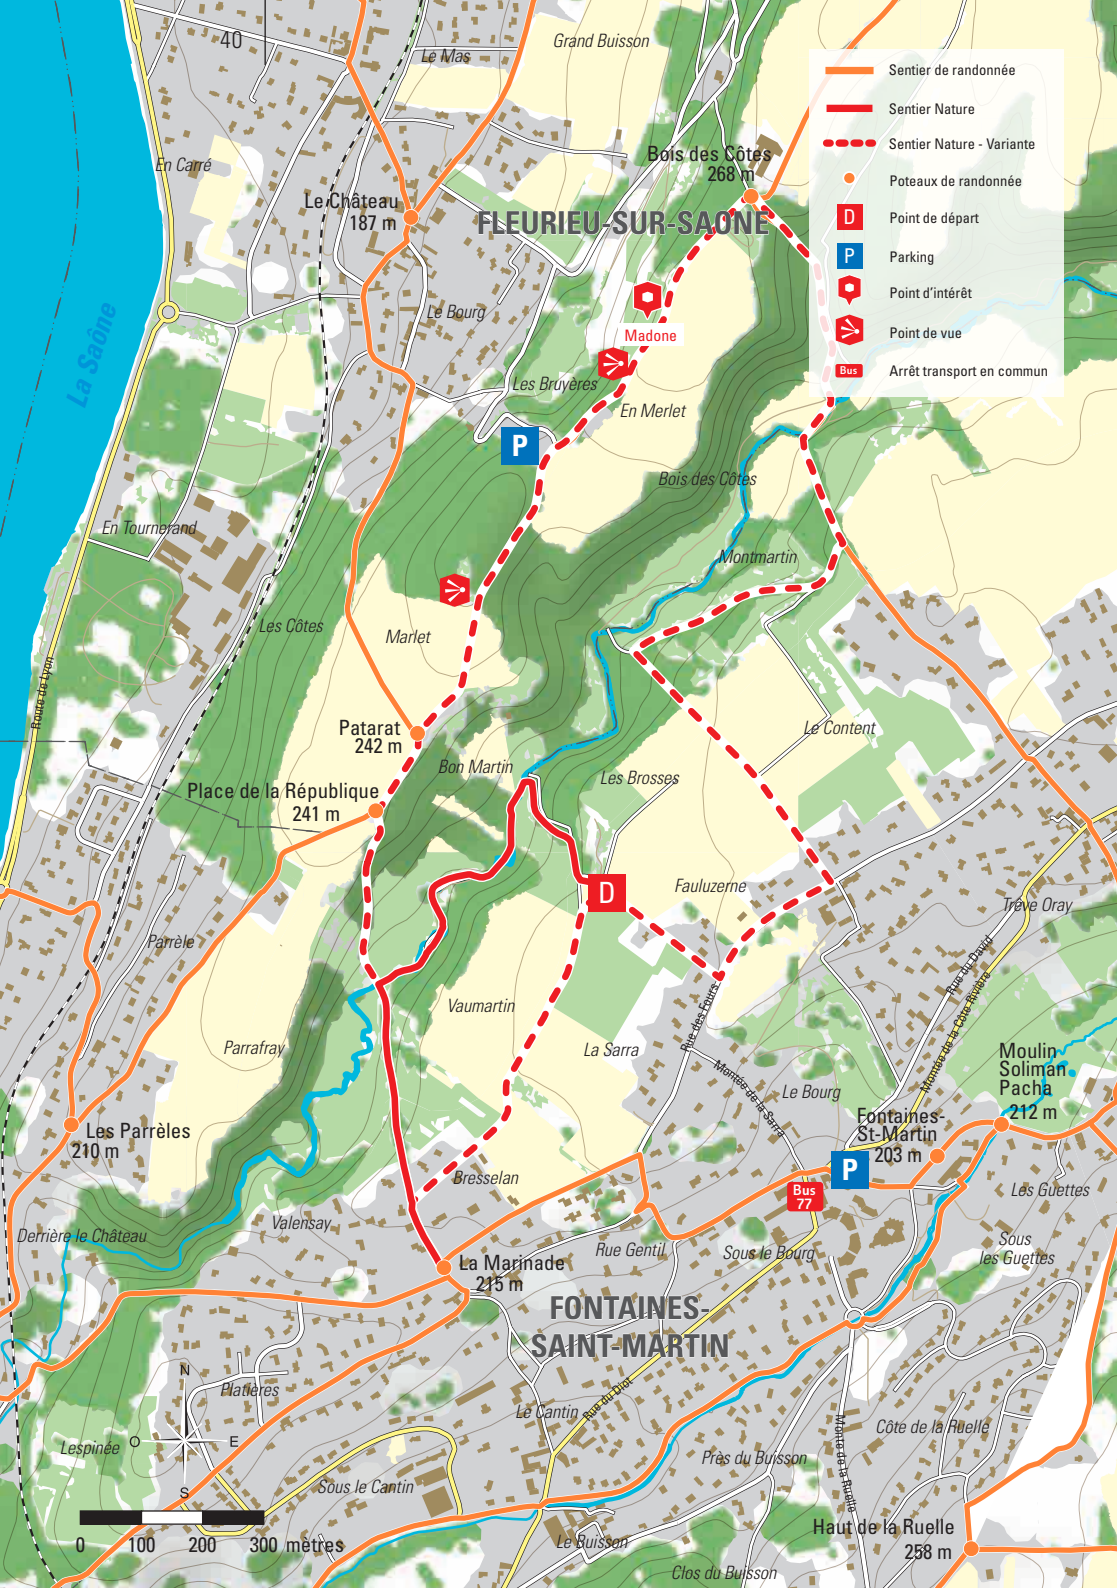 40
Le Mas
Grand Buisson
Sentier de randonnée
Sentier Nature
Sentier Nature - Variante
Poteaux de randonnée
D
Point de départ
P
Parking
Point d'intérêt
Point de vue
Bus
Arrêt transport en commun
En Carré
Bois des Côtes
268 m
Le Château
187 m
FLEURIEU-SUR-SAONE
La Saône
Le Bourg
Madone
Les Bruyères
En Merlet
P
Bois des Côtes
En Tournerand
Montmartin
Les Côtes
Marlet
Route de Lyon
Patarat
242 m
Le Content
Bon Martin
Les Brosses
Place de la République
241 m
D
Fauluzerne
Trêve Oray
Parrèle
Rue du David
Vaumartin
Rue des Fours
Montée de la Côte Rivière
Parrafray
La Sarra
Moulin
Soliman
Pacha
212 m
Montée de la Sarra
Le Bourg
Fontaines-
St-Martin
203 m
Les Parrèles
210 m
P
Bus
77
Bresselan
Les Guettes
Valensay
Derrière le Château
Rue Gentil
Sous le Bourg
Sous
les Guettes
La Marinade
215 m
FONTAINES-
SAINT-MARTIN
N
Platières
Rue du Diot
Le Cantin
Côte de la Ruelle
O
E
Lespinée
Près du Buisson
Monte de la Ruelle
S
Sous le Cantin
Haut de la Ruelle
258 m
0 100 200 300 mètres
Le Buisson
Clos du Buisson